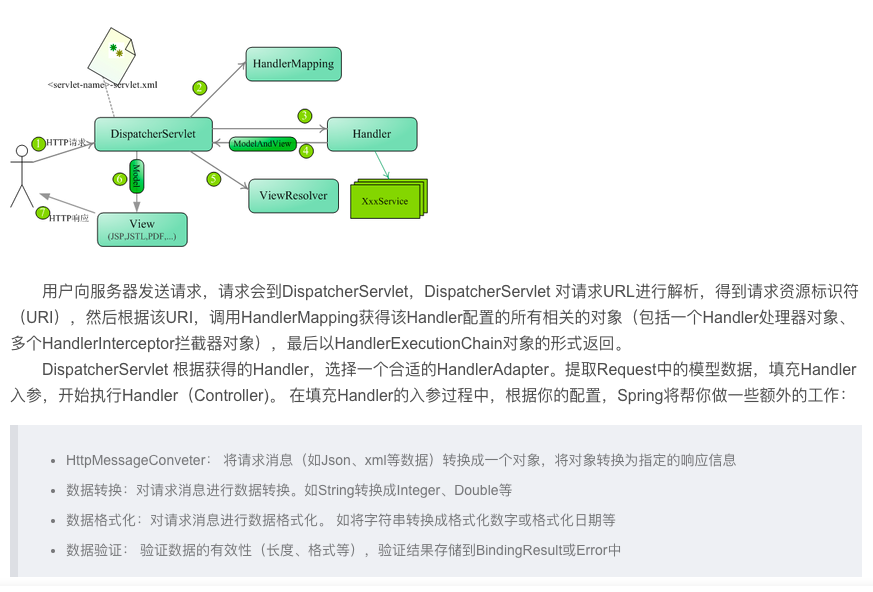 HandlerMapping
<servlet-name>-servlet.xml
2
3
DispatcherServlet
Handler
1
HTTP请求
ModelAndView
4
6
Model
5
ViewResolver
XxxService
7
HTTP响应
View
(JSP,JSTL,PDF,...)
用户向服务器发送请求，请求会到DispatcherServlet，DispatcherServlet 对请求URL进行解析，得到请求资源标识符
（URI），然后根据该URI，调用HandlerMapping获得该Handler配置的所有相关的对象（包括一个Handler处理器对象、
多个HandlerInterceptor拦截器对象），最后以HandlerExecutionChain对象的形式返回。
DispatcherServlet 根据获得的Handler，选择一个合适的HandlerAdapter。提取Request中的模型数据，填充Handler
入参，开始执行Handler（Controller)。 在填充Handler的入参过程中，根据你的配置，Spring将帮你做一些额外的工作：
• HttpMessageConveter： 将请求消息（如Json、xml等数据）转换成一个对象，将对象转换为指定的响应信息
• 数据转换：对请求消息进行数据转换。如String转换成Integer、Double等
• 数据格式化：对请求消息进行数据格式化。 如将字符串转换成格式化数字或格式化日期等
• 数据验证： 验证数据的有效性（长度、格式等），验证结果存储到BindingResult或Error中